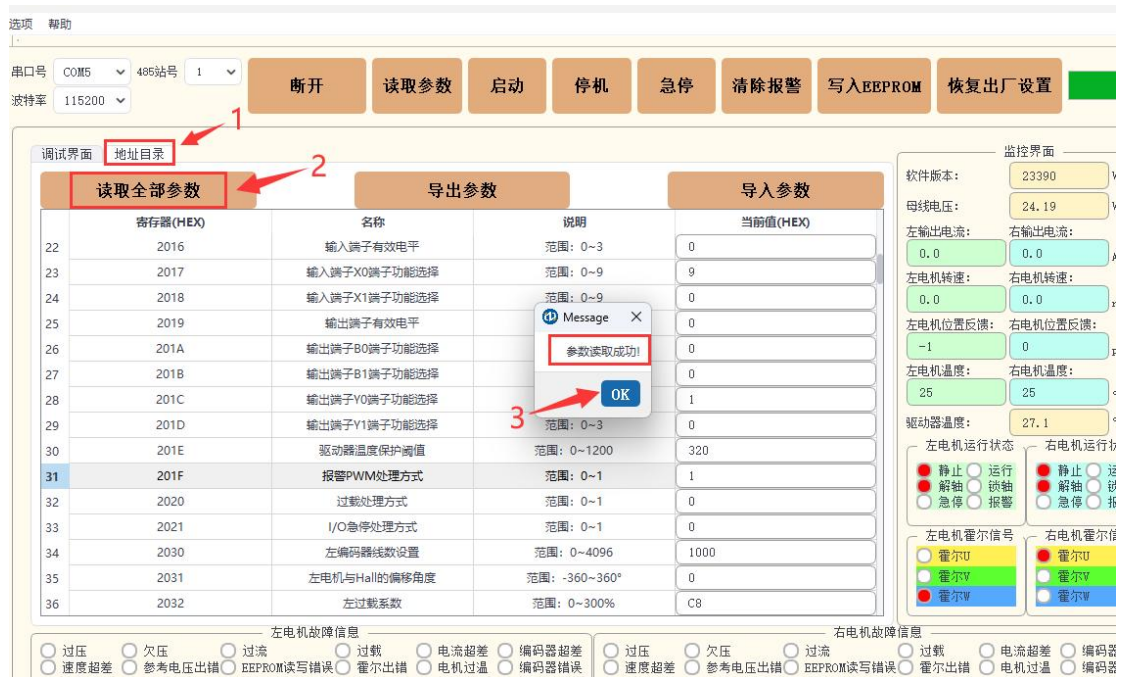 选项 帮助
串口号 COM5 485站号 1
波特率 115200
断开 读取参数 启动 停机 急停 清除报警 写入EEPROM 恢复出厂设置
1
调试界面 地址目录
2
读取全部参数 导出参数 导入参数
寄存器(HEX) 名称 说明 当前值(HEX)
22 2016 输入端子有效电平 范围: 0~3 0
23 2017 输入端子X0端子功能选择 范围: 0~9 9
24 2018 输入端子X1端子功能选择 范围: 0~9 0
25 2019 输出端子有效电平 0
26 201A 输出端子B0端子功能选择 0
27 201B 输出端子B1端子功能选择 0
28 201C 输出端子Y0端子功能选择 1
29 201D 输出端子Y1端子功能选择 范围: 0~3 0
30 201E 驱动器温度保护阈值 范围: 0~1200 320
31 201F 报警PWM处理方式 范围: 0~1 1
32 2020 过载处理方式 范围: 0~1 0
33 2021 I/O急停处理方式 范围: 0~1 0
34 2030 左编码器线数设置 范围: 0~4096 1000
35 2031 左电机与Hall的偏移角度 范围: -360~360° 0
36 2032 左过载系数 范围: 0~300% C8
Message
参数读取成功!
OK
3
监控界面
软件版本: 23390
母线电压: 24.19
左输出电流: 右输出电流:
0.0 0.0
左电机转速: 右电机转速:
0.0 0.0
左电机位置反馈: 右电机位置反馈:
-1 0
左电机温度: 右电机温度:
25 25
驱动器温度: 27.1
左电机运行状态 右电机运行状
静止 运行 静止
解轴 锁轴 解轴
急停 报警 急停
左电机霍尔信号 右电机霍尔信
霍尔U 霍尔U
霍尔V 霍尔V
霍尔W 霍尔W
左电机故障信息 右电机故障信息
过压 欠压 过流 过载 电流超差 编码器超差 过压 欠压 过流 过载 电流超差 编码器
速度超差 参考电压出错 EEPROM读写错误 霍尔出错 电机过温 编码器错误 速度超差 参考电压出错 EEPROM读写错误 霍尔出错 电机过温 编码器